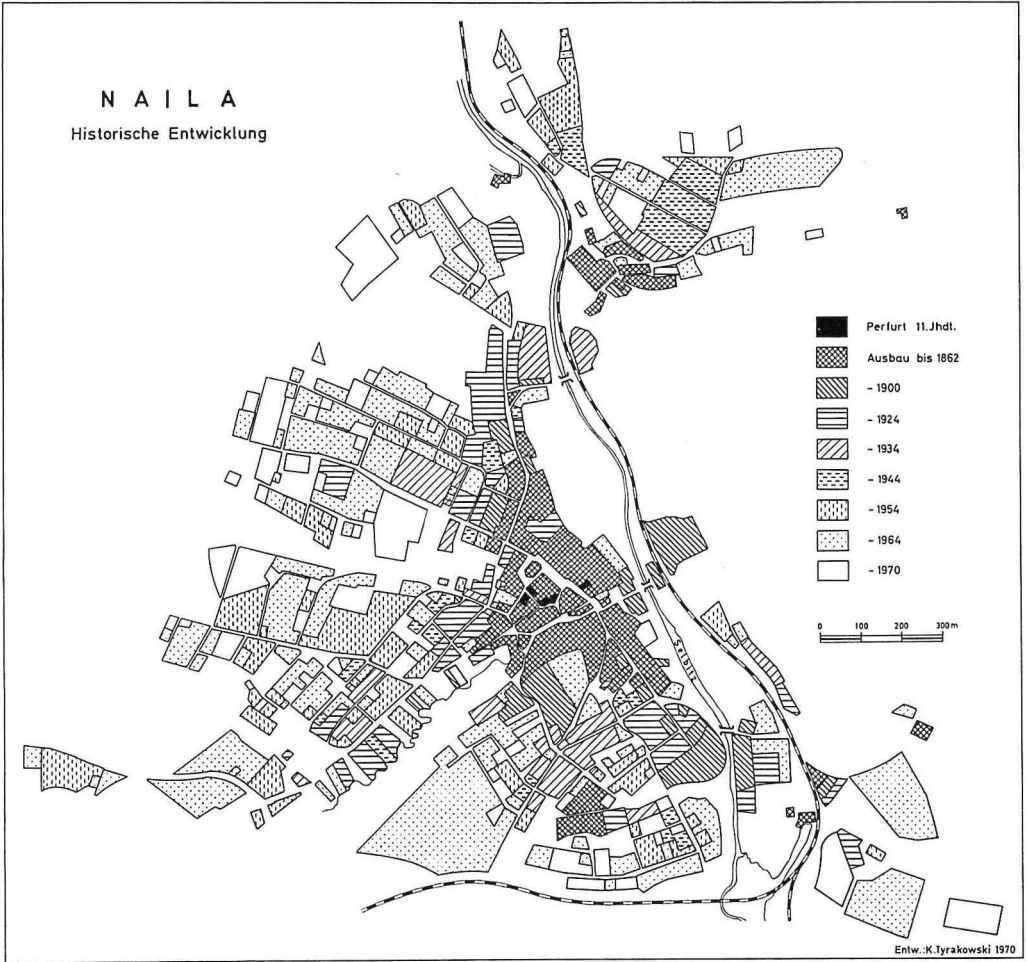 N A I L A
Historische Entwicklung
Perfurt 11.Jhdt.
Ausbau bis 1862
- 1900
- 1924
- 1934
- 1944
- 1954
- 1964
- 1970
0 100 200 300 m
Selbitz
Entw.:K.Tyrakowski 1970